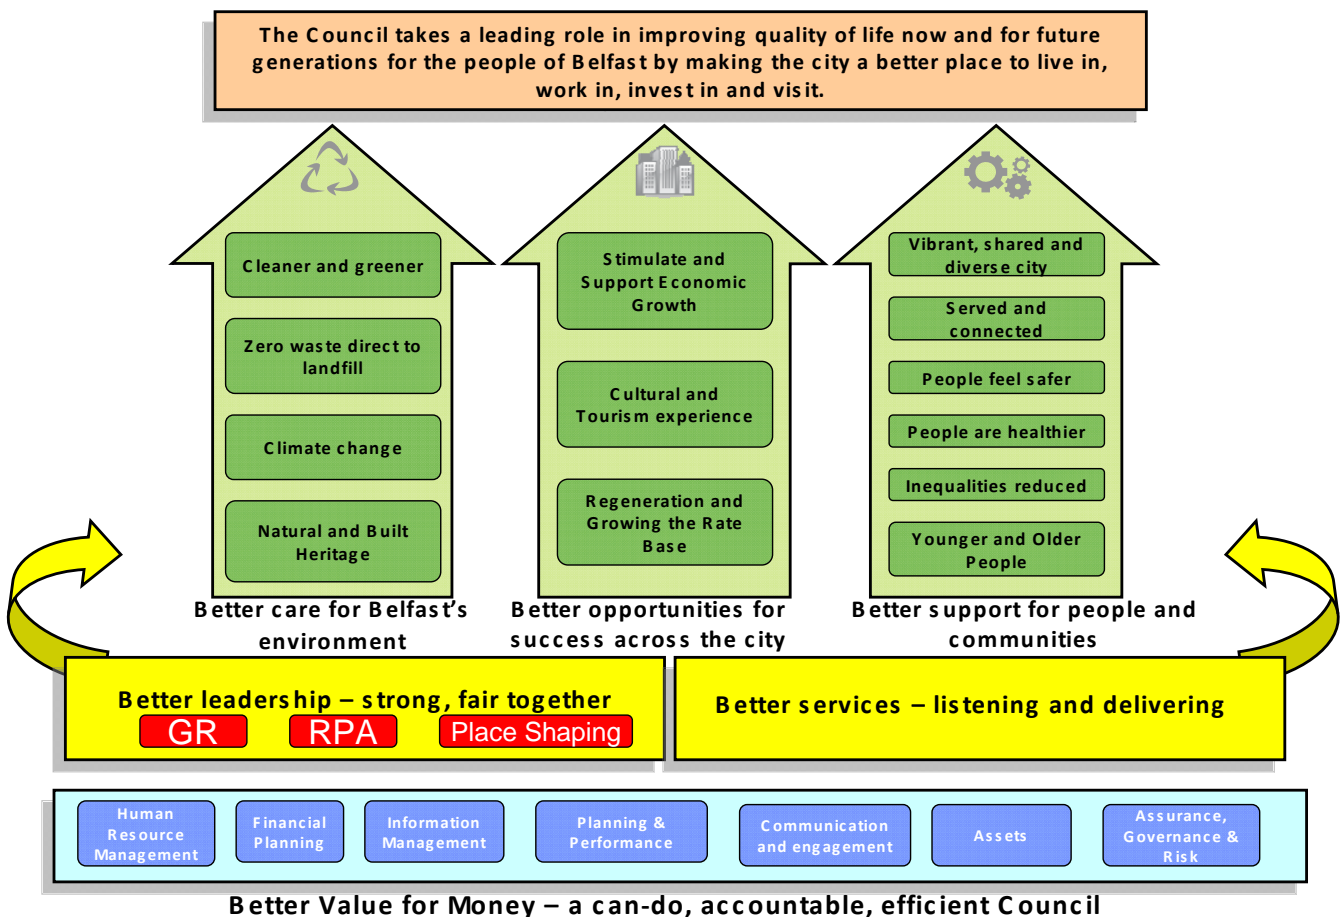 The Council takes a leading role in improving quality of life now and for future
generations for the people of Belfast by making the city a better place to live in,
work in, invest in and visit.
Cleaner and greener
Zero waste direct to
landfill
Climate change
Natural and Built
Heritage
Better care for Belfast's
environment
Stimulate and
Support Economic
Growth
Cultural and
Tourism experience
Regeneration and
Growing the Rate
Base
Better opportunities for
success across the city
Vibrant, shared and
diverse city
Served and
connected
People feel safer
People are healthier
Inequalities reduced
Younger and Older
People
Better support for people and
communities
Better leadership – strong, fair together
GR
RPA
Place Shaping
Better services – listening and delivering
Human
Resource
Management
Financial
Planning
Information
Management
Planning &
Performance
Communication
and engagement
Assets
Assurance,
Governance &
Risk
Better Value for Money – a can-do, accountable, efficient Council